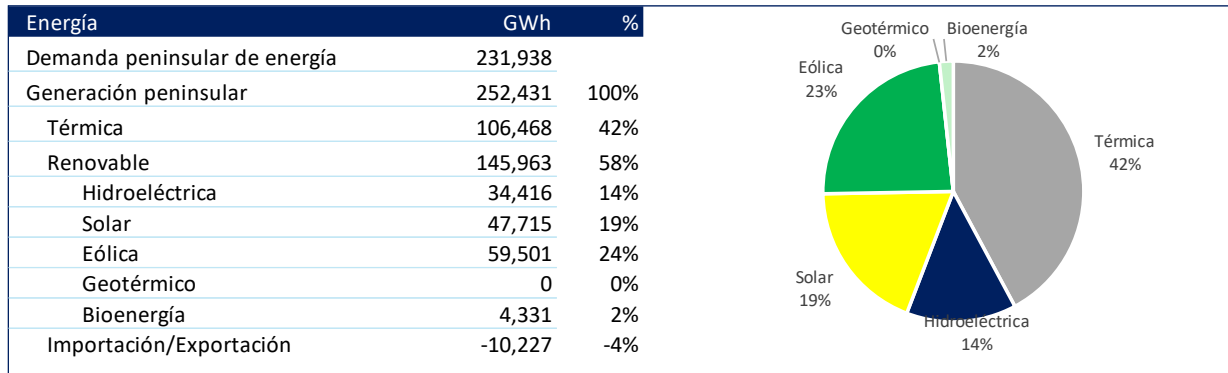 Energía GWh %
Demanda peninsular de energía 231,938
Generación peninsular 252,431 100%
Térmica 106,468 42%
Renovable 145,963 58%
Hidroeléctrica 34,416 14%
Solar 47,715 19%
Eólica 59,501 24%
Geotérmico 0 0%
Bioenergía 4,331 2%
Importación/Exportación -10,227 -4%
Geotérmico
0%
Bioenergía
2%
Eólica
23%
Térmica
42%
Solar
19%
Hidroeléctrica
14%